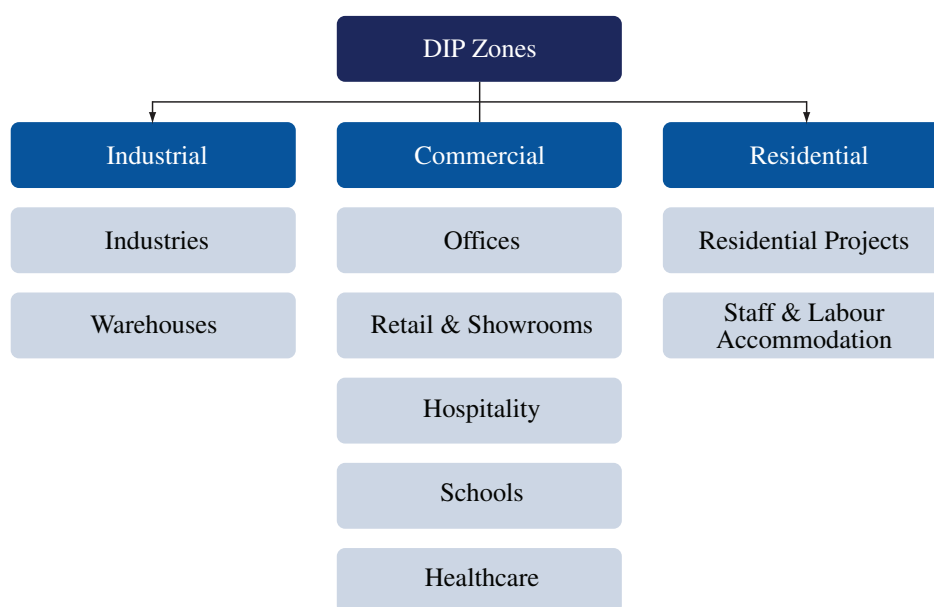 DIP Zones
Industrial
Commercial
Residential
Industries
Offices
Residential Projects
Warehouses
Retail & Showrooms
Staff & Labour
Accommodation
Hospitality
Schools
Healthcare